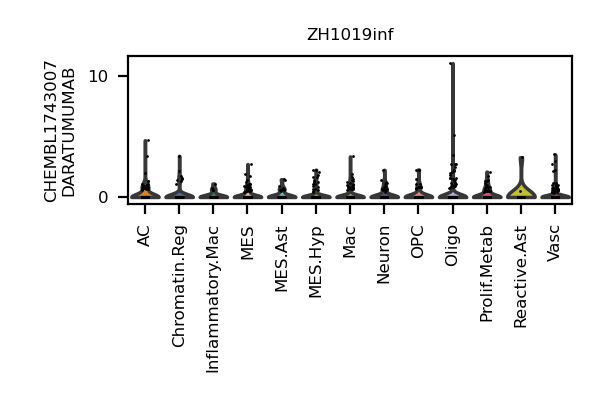 ZH1019inf
CHEMBL1743007
DARATUMUMAB
10
0
AC
Chromatin.Reg
Inflammatory.Mac
MES
MES.Ast
MES.Hyp
Mac
Neuron
OPC
Oligo
Prolif.Metab
Reactive.Ast
Vasc